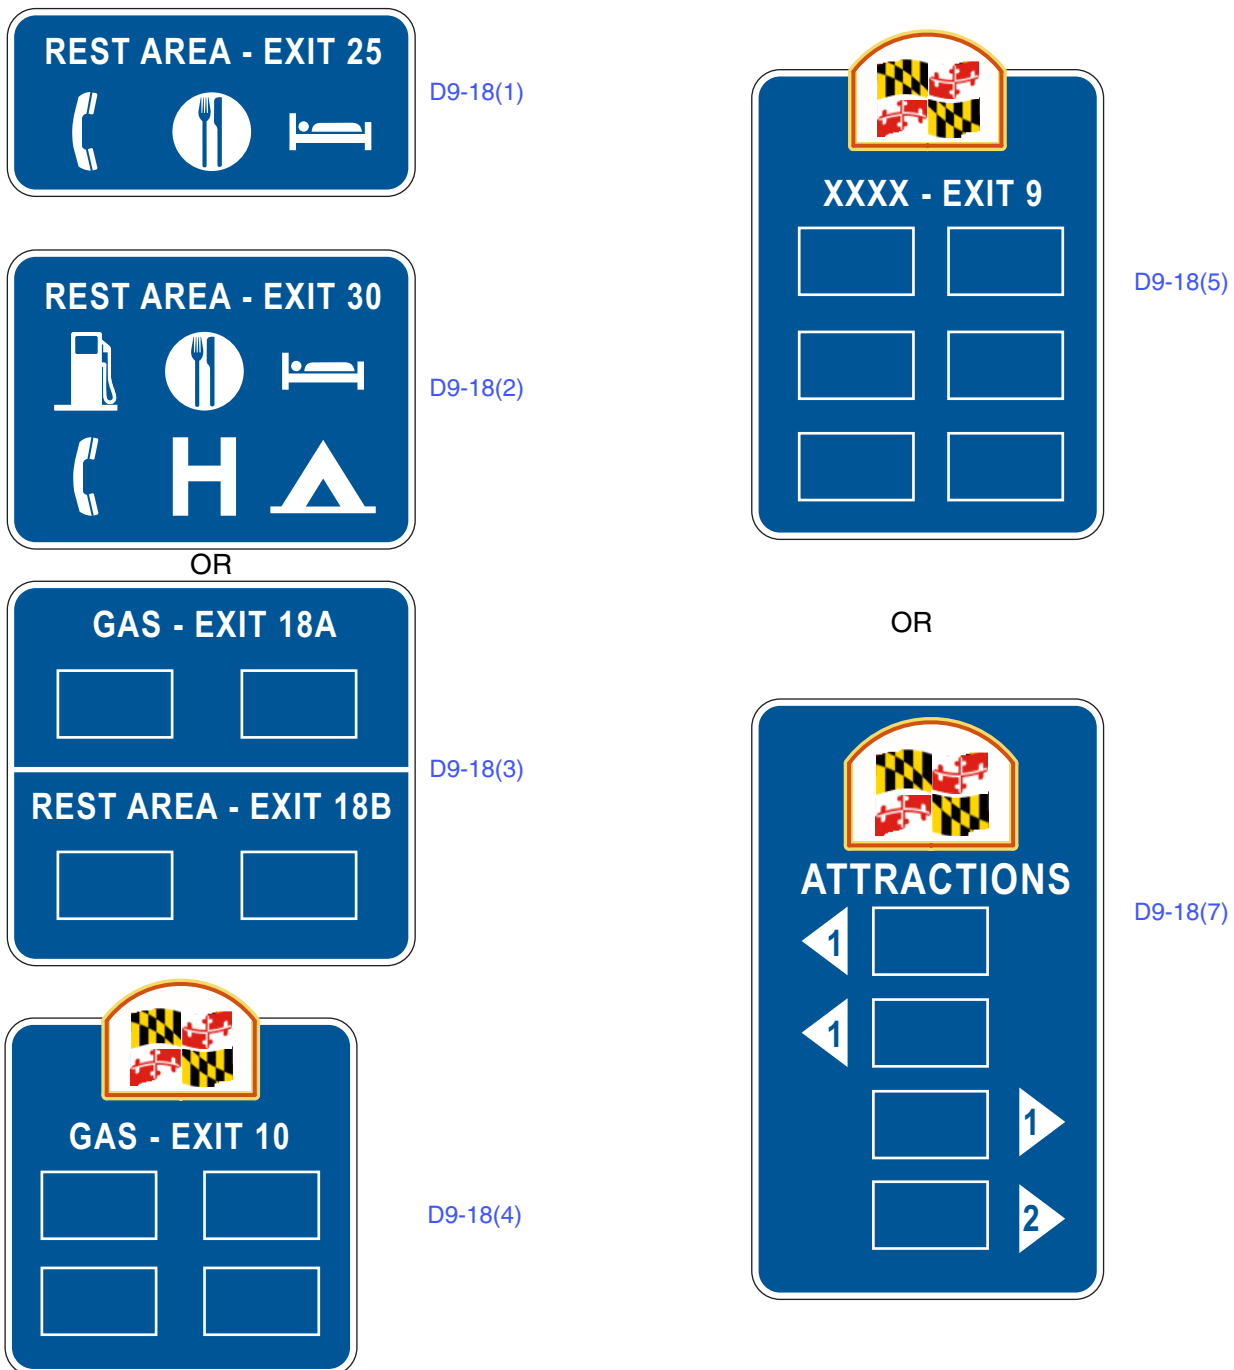 REST AREA - EXIT 25
D9-18(1)
REST AREA - EXIT 30
D9-18(2)
H
OR
GAS - EXIT 18A
D9-18(3)
REST AREA - EXIT 18B
GAS - EXIT 10
D9-18(4)
XXXX - EXIT 9
D9-18(5)
OR
ATTRACTIONS
D9-18(7)
1
1
1
2